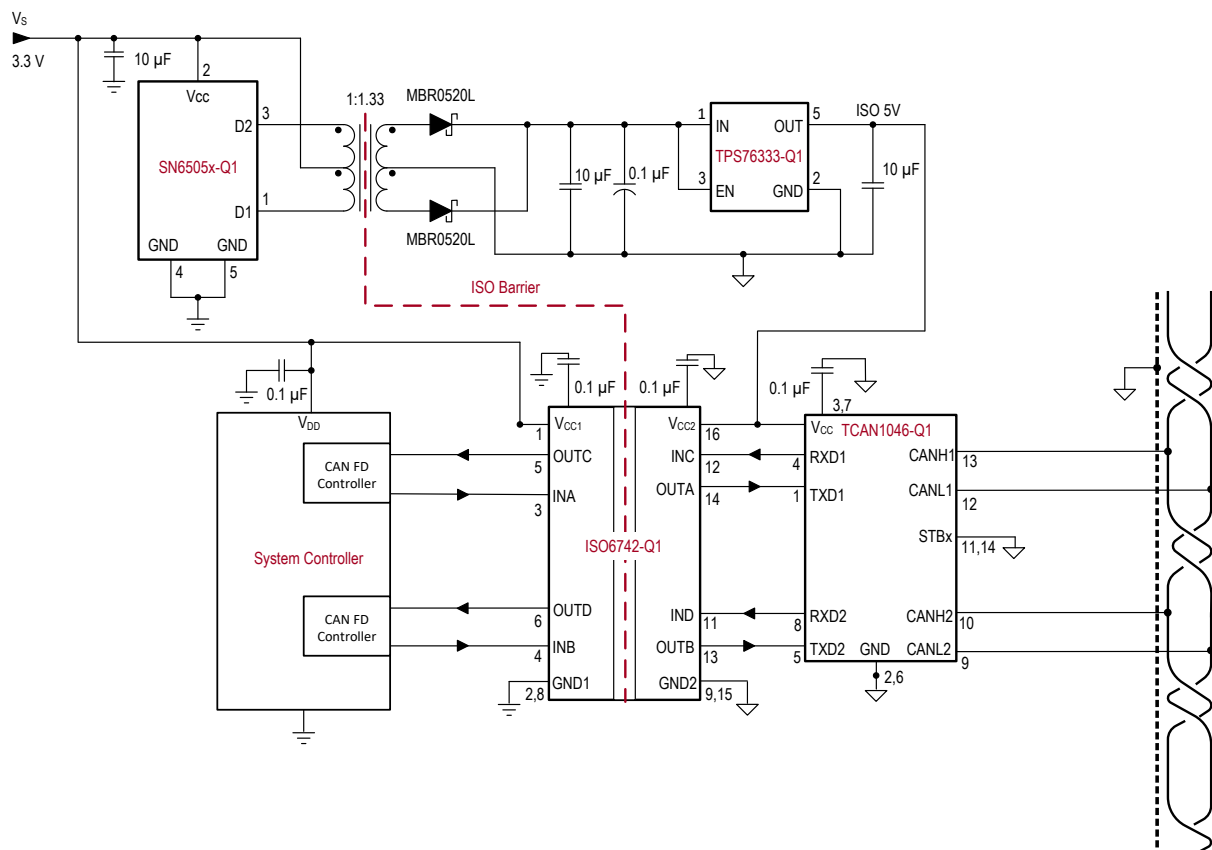 VS
3.3 V
10 µF
2
Vcc
D2
3
SN6505x-Q1
D1
1
GND
GND
4
5
1:1.33
MBR0520L
MBR0520L
10 µF
0.1 µF
1
IN
OUT
5
TPS76333-Q1
3
EN
GND
2
ISO 5V
10 µF
ISO Barrier
0.1 µF
VDD
CAN FD
Controller
System Controller
CAN FD
Controller
0.1 µF
0.1 µF
0.1 µF
VCC1
1
OUTC
5
INA
3
ISO6742-Q1
OUTD
6
INB
4
GND1
2,8
VCC2
16
INC
12
OUTA
14
IND
11
OUTB
13
GND2
9,15
3,7
VCC
TCAN1046-Q1
RXD1
4
TXD1
1
RXD2
8
TXD2
5
GND
2,6
CANH1
13
CANL1
12
STBx
11,14
CANH2
10
CANL2
9